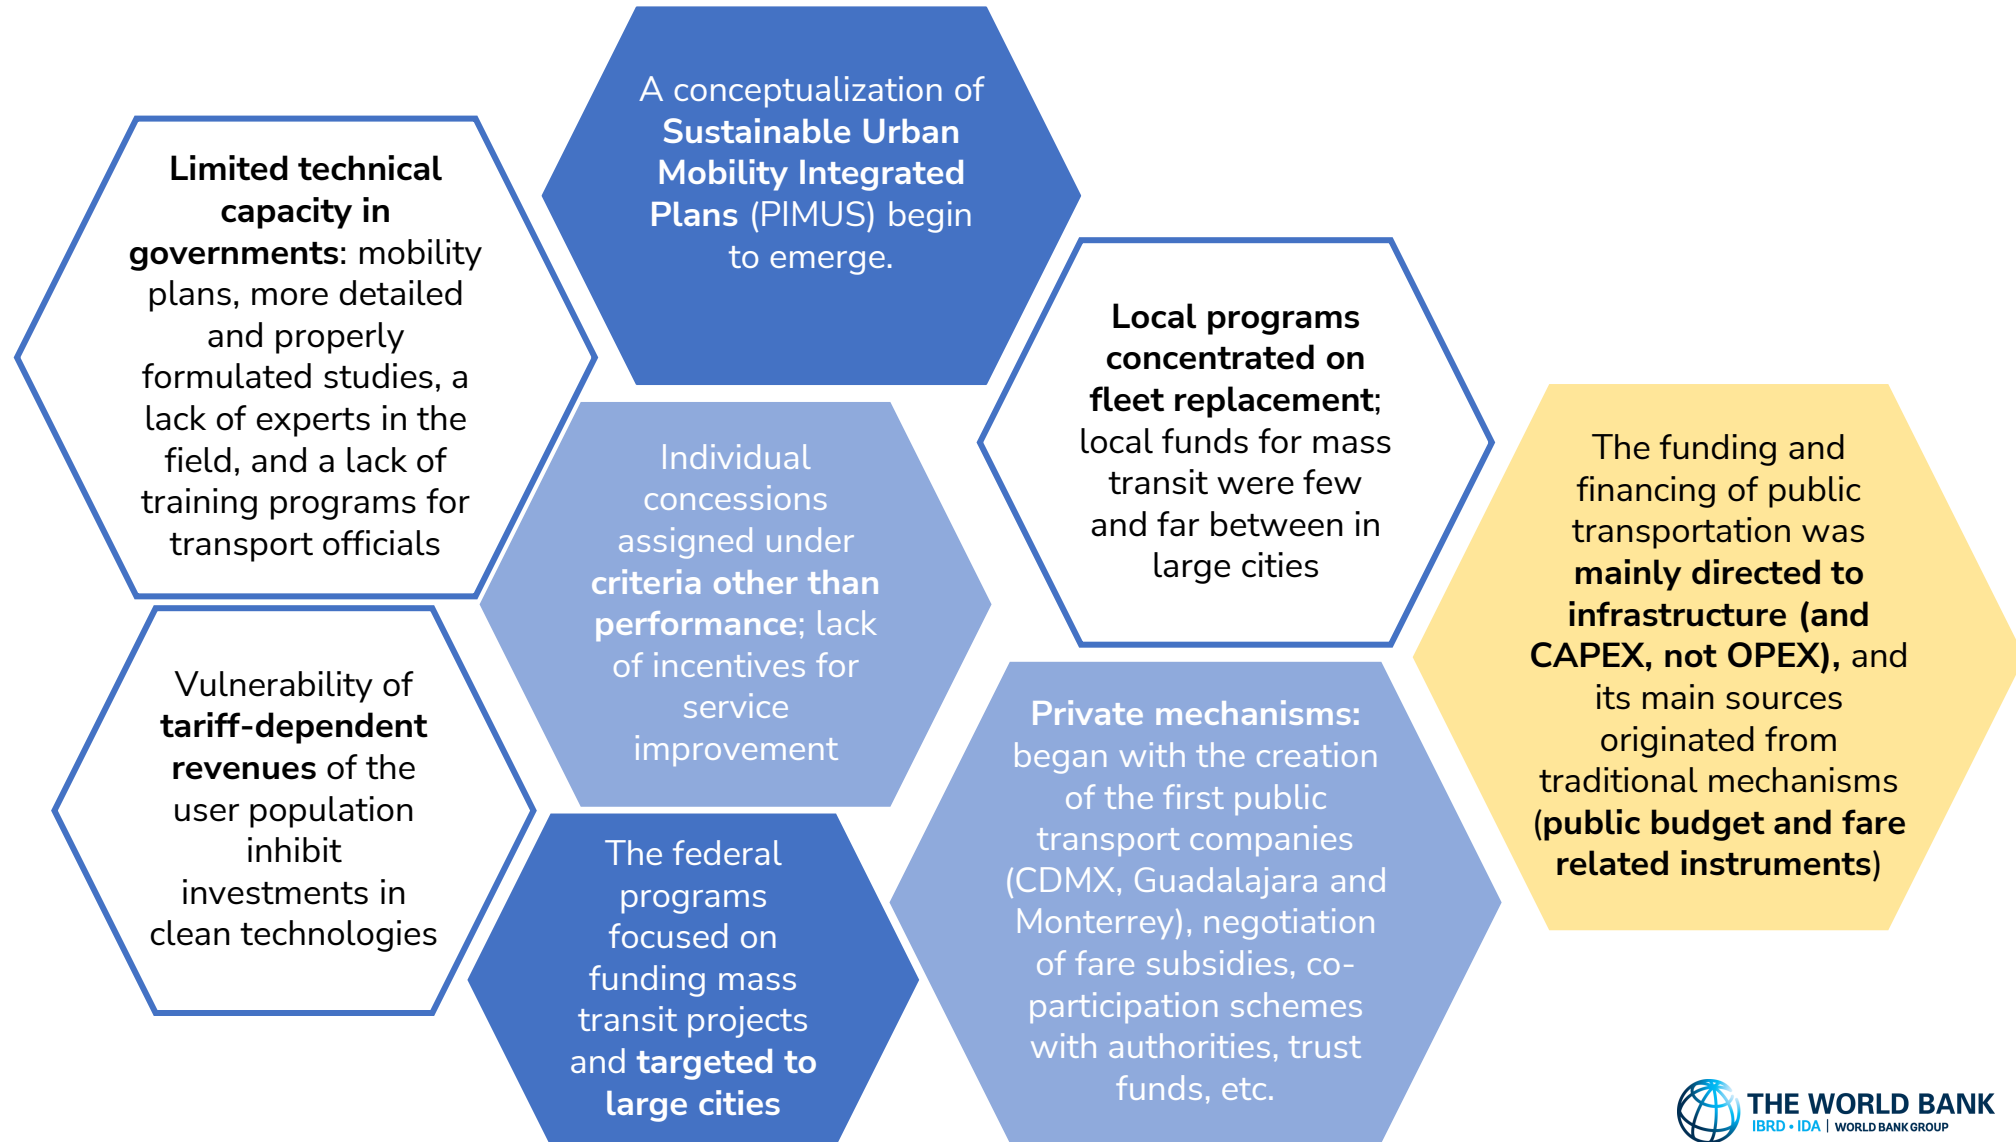 A conceptualization of
Sustainable Urban
Mobility Integrated
Plans (PIMUS) begin
to emerge.
Limited technical
capacity in
governments: mobility
plans, more detailed
and properly
formulated studies, a
lack of experts in the
field, and a lack of
training programs for
transport officials
Local programs
concentrated on
fleet replacement;
local funds for mass
transit were few
and far between in
large cities
Individual
concessions
assigned under
criteria other than
performance; lack
of incentives for
service
improvement
The funding and
financing of public
transportation was
mainly directed to
infrastructure (and
CAPEX, not OPEX), and
its main sources
originated from
traditional mechanisms
(public budget and fare
related instruments)
Vulnerability of
tariff-dependent
revenues of the
user population
inhibit
investments in
clean technologies
Private mechanisms:
began with the creation
of the first public
transport companies
(CDMX, Guadalajara and
Monterrey), negotiation
of fare subsidies, co-
participation schemes
with authorities, trust
funds, etc.
The federal
programs
focused on
funding mass
transit projects
and targeted to
large cities
THE WORLD BANK
IBRD • IDA | WORLD BANK GROUP